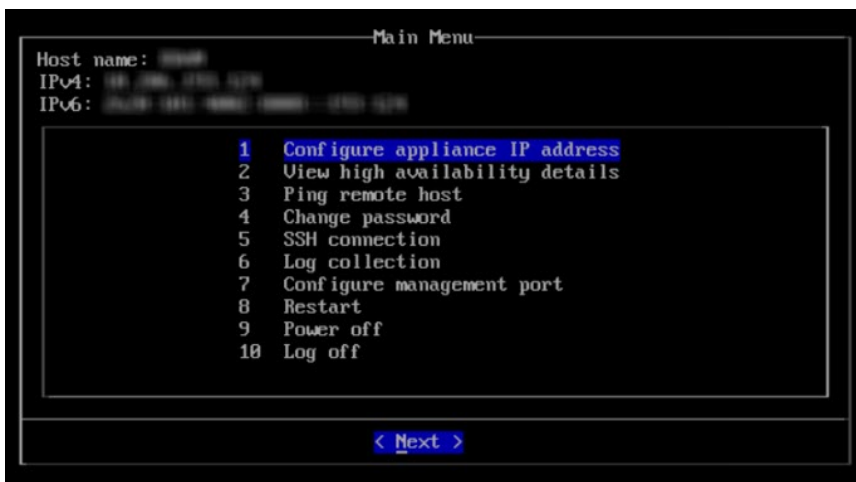 Main Menu
Host name:
IPv4:
IPv6:
1 Configure appliance IP address
2 View high availability details
3 Ping remote host
4 Change password
5 SSH connection
6 Log collection
7 Configure management port
8 Restart
9 Power off
10 Log off
< Next >